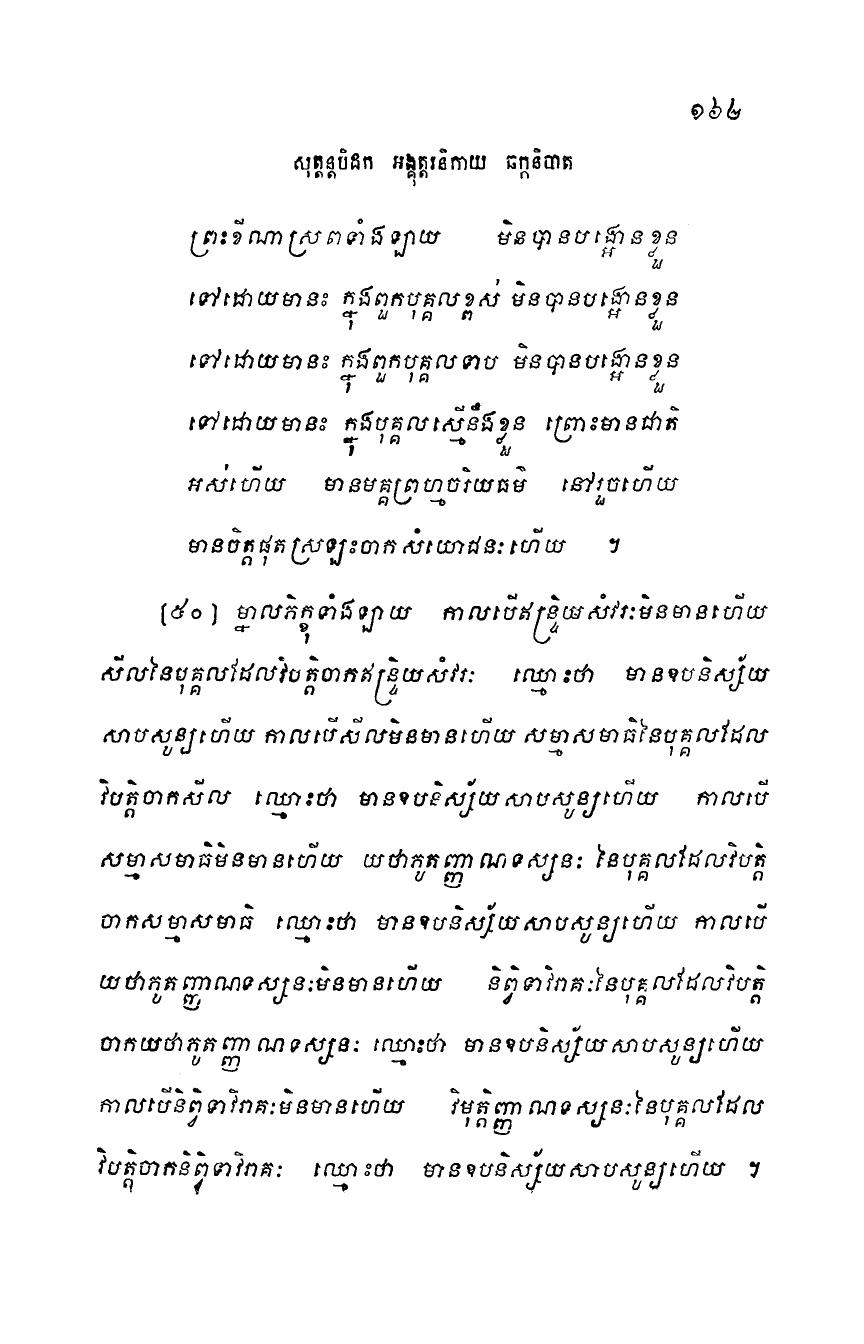 ១៦៤
សុត្តន្តបិដក អង្គុត្តរនិកាយ ឆក្កនិបាត
ព្រះខីណាស្រពទាំងឡាយ មិនបានបង្អោនខ្លួន
ទៅដោយមានះ ក្នុងពួកបុគ្គលខ្ពស់ មិនបានបង្អោនខ្លួន
ទៅដោយមានះ ក្នុងពួកបុគ្គលទាប មិនបានបង្អោនខ្លួន
ទៅដោយមានះ ក្នុងបុគ្គលស្មើនឹងខ្លួន ព្រោះមានជាតិ
អស់ហើយ មានមគ្គព្រហ្មចរិយធម៌ នៅរួចហើយ
មានចិត្តផុតស្រឡះចាកសំយោជនៈហើយ ។
[៥០] ម្នាលភិក្ខុទាំងឡាយ កាលបើឥន្ទ្រិយសំវរៈមិនមានហើយ
សីលនៃបុគ្គលដែលវិបត្តិចាកឥន្ទ្រិយសំវរៈ ឈ្មោះថា មានឧបនិស្ស័យ
សាបសូន្យហើយ កាលបើសីលមិនមានហើយ សម្មាសមាធិនៃបុគ្គលដែល
វិបត្តិចាកសីល ឈ្មោះថា មានឧបនិស្ស័យសាបសូន្យហើយ កាលបើ
សម្មាសមាធិមិនមានហើយ យថាភូតញ្ញាណទស្សនៈ នៃបុគ្គលដែលវិបត្តិ
ចាកសម្មាសមាធិ ឈ្មោះថា មានឧបនិស្ស័យសាបសូន្យហើយ កាលបើ
យថាភូតញ្ញាណទស្សនៈមិនមានហើយ និព្វិទាវិរាគៈនៃបុគ្គលដែលវិបត្តិ
ចាកយថាភូតញ្ញាណទស្សនៈ ឈ្មោះថា មានឧបនិស្ស័យសាបសូន្យហើយ
កាលបើនិព្វិទាវិរាគៈមិនមានហើយ វិមុត្តិញ្ញាណទស្សនៈនៃបុគ្គលដែល
វិបត្តិចាកនិព្វិទាវិរាគៈ ឈ្មោះថា មានឧបនិស្ស័យសាបសូន្យហើយ ។